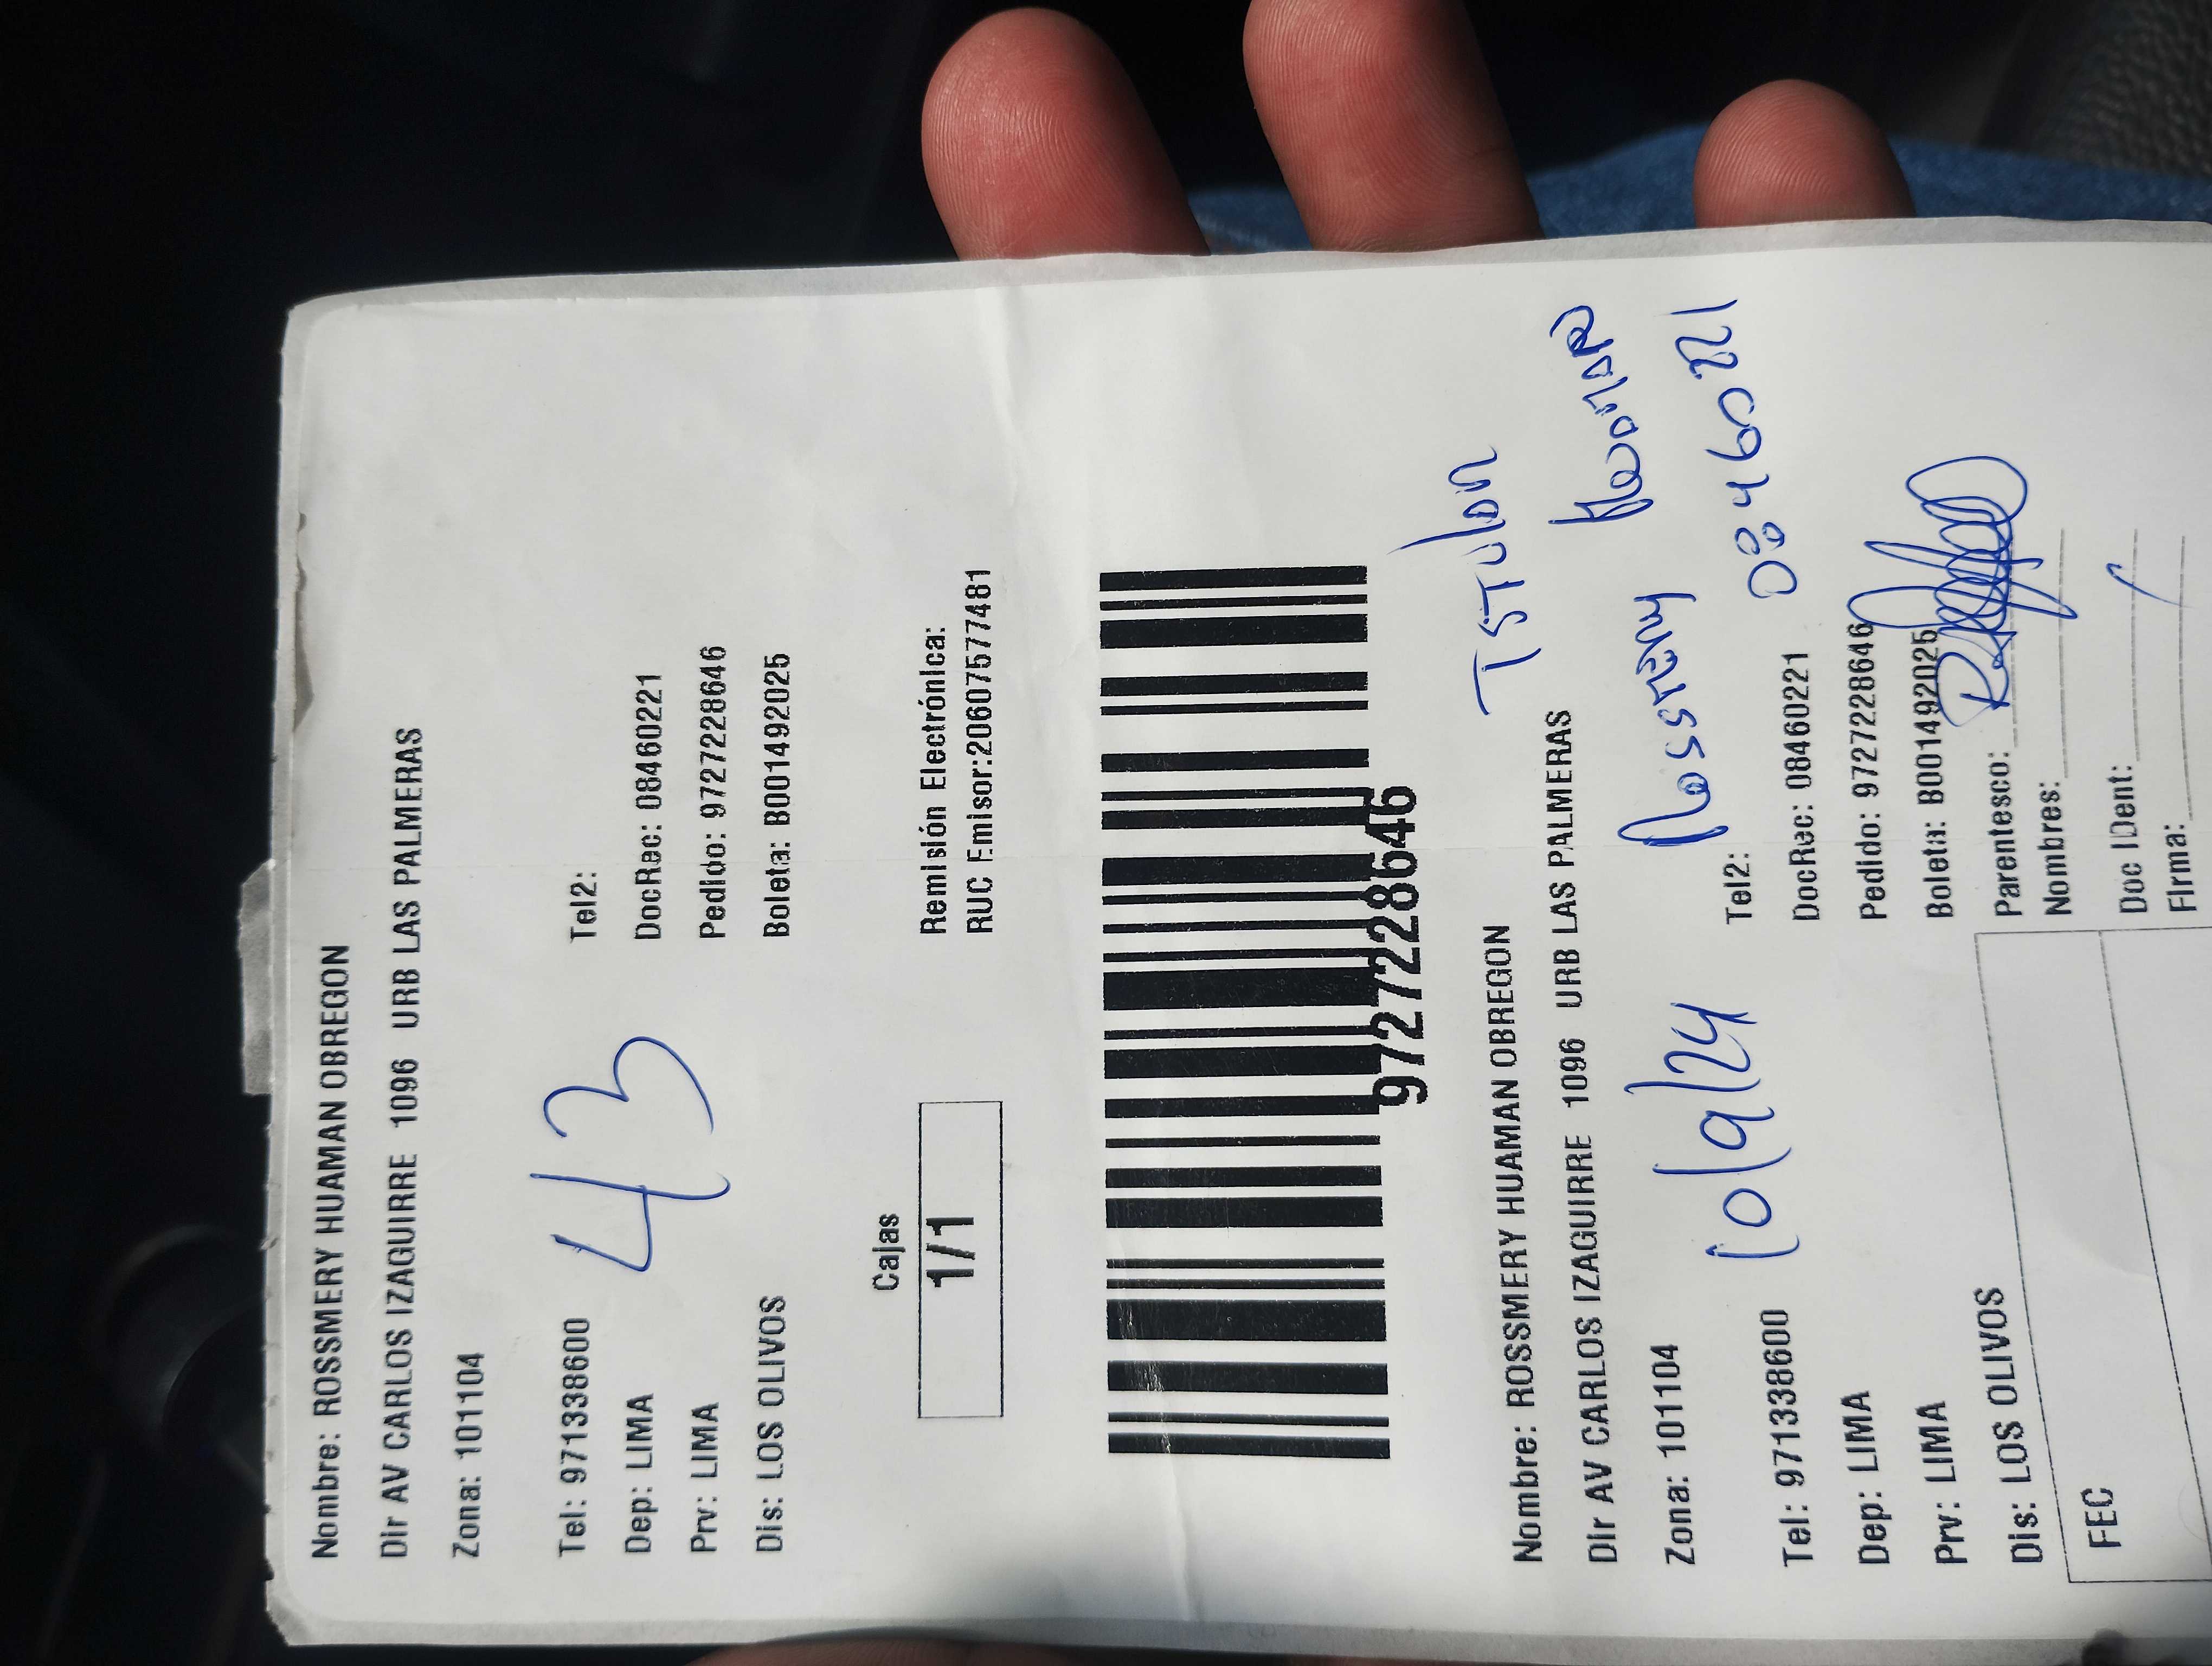 Nombre: ROSSMERY HUAMAN OBREGON
Dir AV CARLOS IZAGUIRRE 1096 URB LAS PALMERAS
Zona: 101104
43
Tel: 971338600 Tel2:
Dep: LIMA DocRec: 08460221
Prv: LIMA Pedido: 9727228646
Dis: LOS OLIVOS Boleta: B001492025
Cajas
1/1
Remisión Electrónica:
RUC Emisor:20607577481
9727228646
Nombre: ROSSMERY HUAMAN OBREGON
Dir AV CARLOS IZAGUIRRE 1096 URB LAS PALMERAS
Zona: 101104
10/9/24
08460221
Tel: 971338600 Tel2:
Dep: LIMA DocRec: 08460221
Prv: LIMA Pedido: 9727228646
Dis: LOS OLIVOS Boleta: B001492025
Parentesco:
Nombres:
FEC
Doc IDent:
Firma: